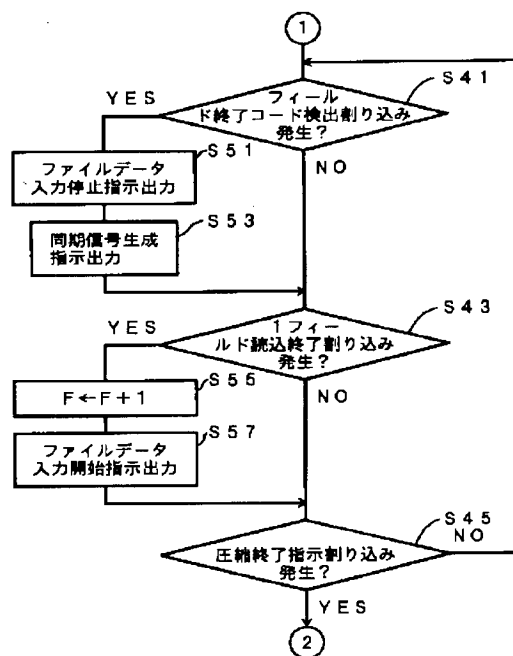 1
S41
フィール
ド終了コード検出割り込み
発生？
YES
NO
S51
ファイルデータ
入力停止指示出力
S53
同期信号生成
指示出力
S43
1フィー
ルド読込終了割り込み
発生？
YES
NO
S55
F←F+1
S57
ファイルデータ
入力開始指示出力
S45
圧縮終了指示割り込み
発生？
NO
YES
2